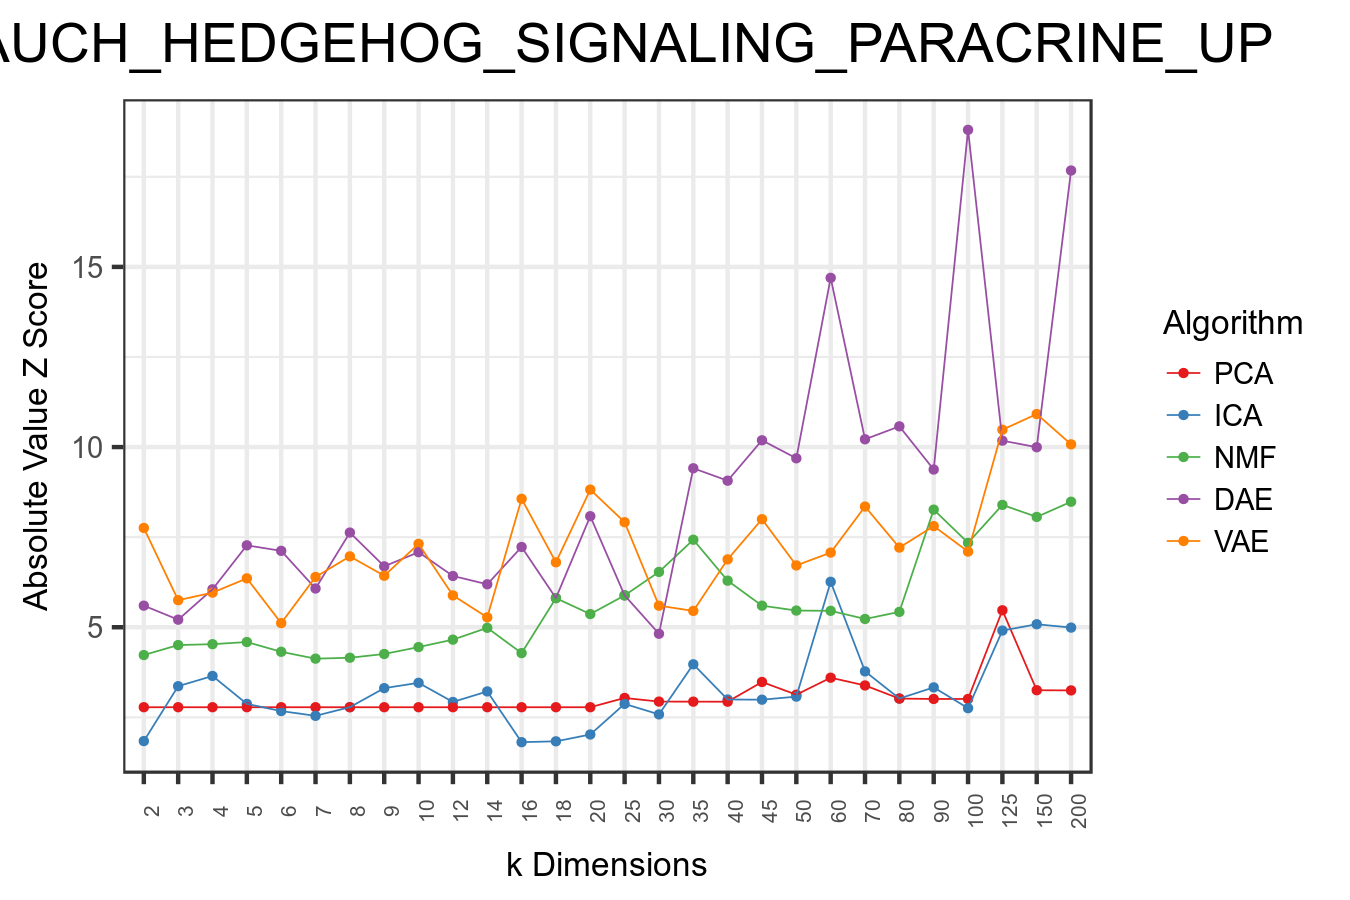 AUCH_HEDGEHOG_SIGNALING_PARACRINE_UP
Absolute Value Z Score
15
10
5
2 3 4 5 6 7 8 9 10 12 14 16 18 20 25 30 35 40 45 50 60 70 80 90 100 125 150 200
k Dimensions
Algorithm
PCA
ICA
NMF
DAE
VAE